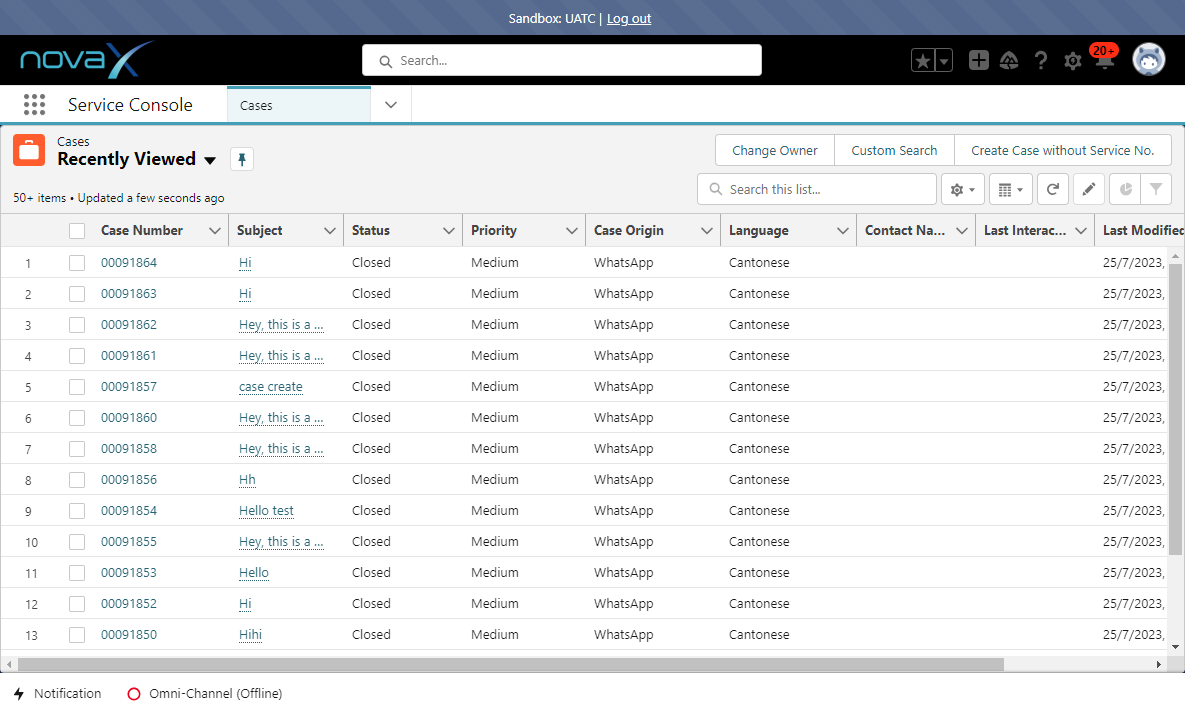 Sandbox: UATC | Log out
novaX
Search...
20+
Service Console
Cases
Cases
Recently Viewed
Change Owner
Custom Search
Create Case without Service No.
50+ items • Updated a few seconds ago
Search this list...
Case Number Subject Status Priority Case Origin Language Contact Na... Last Interac... Last Modified
1 00091864 Hi Closed Medium WhatsApp Cantonese 25/7/2023,
2 00091863 Hi Closed Medium WhatsApp Cantonese 25/7/2023,
3 00091862 Hey, this is a ... Closed Medium WhatsApp Cantonese 25/7/2023,
4 00091861 Hey, this is a ... Closed Medium WhatsApp Cantonese 25/7/2023,
5 00091857 case create Closed Medium WhatsApp Cantonese 25/7/2023,
6 00091860 Hey, this is a ... Closed Medium WhatsApp Cantonese 25/7/2023,
7 00091858 Hey, this is a ... Closed Medium WhatsApp Cantonese 25/7/2023,
8 00091856 Hh Closed Medium WhatsApp Cantonese 25/7/2023,
9 00091854 Hello test Closed Medium WhatsApp Cantonese 25/7/2023,
10 00091855 Hey, this is a ... Closed Medium WhatsApp Cantonese 25/7/2023,
11 00091853 Hello Closed Medium WhatsApp Cantonese 25/7/2023,
12 00091852 Hi Closed Medium WhatsApp Cantonese 25/7/2023,
13 00091850 Hihi Closed Medium WhatsApp Cantonese 25/7/2023,
Notification
Omni-Channel (Offline)